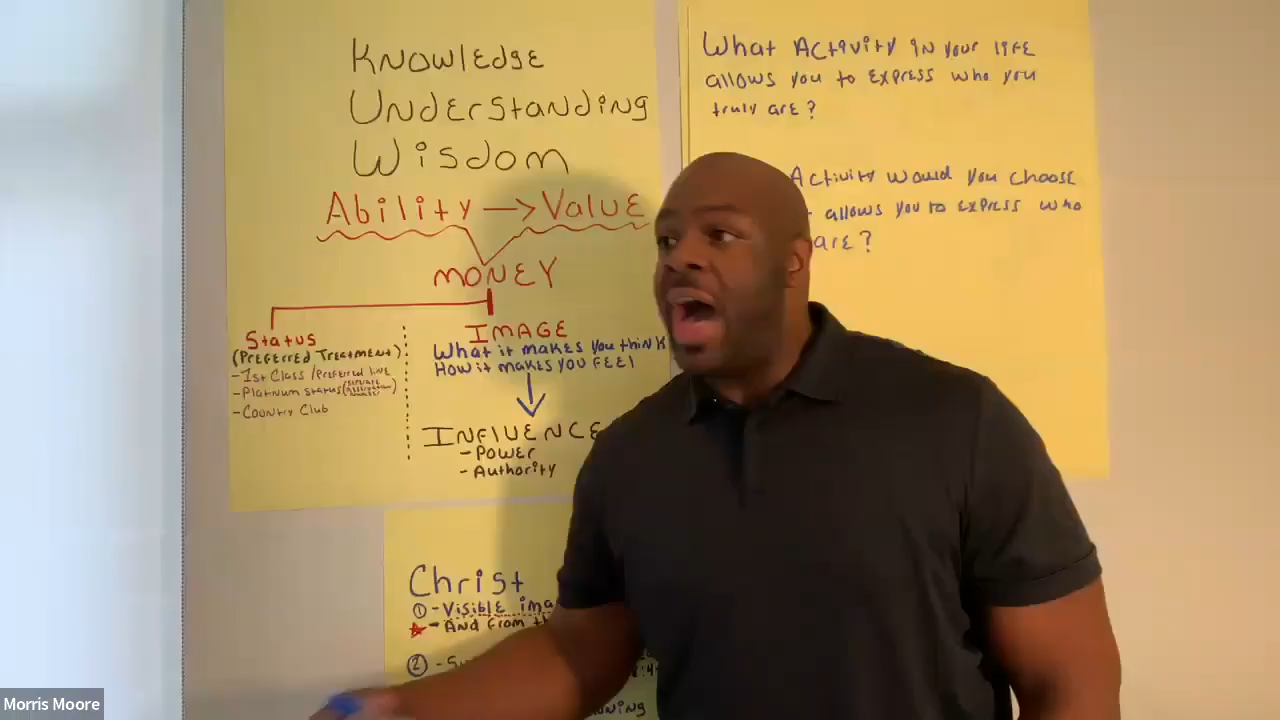 Knowledge
Understanding
Wisdom
Ability → Value
MONEY
Status
(Preferred Treatment)
-1st Class / Preferred line
-Platnum Status
-Country Club
IMAGE
What it makes you think
How it makes you FEEl
INFlUENCE
-Power
-Authority
What Activity in your life
allows you to express who you
truly are?
Activity would you choose
allows you to express who
are?
Christ
① -Visible
- And from
②
Morris Moore